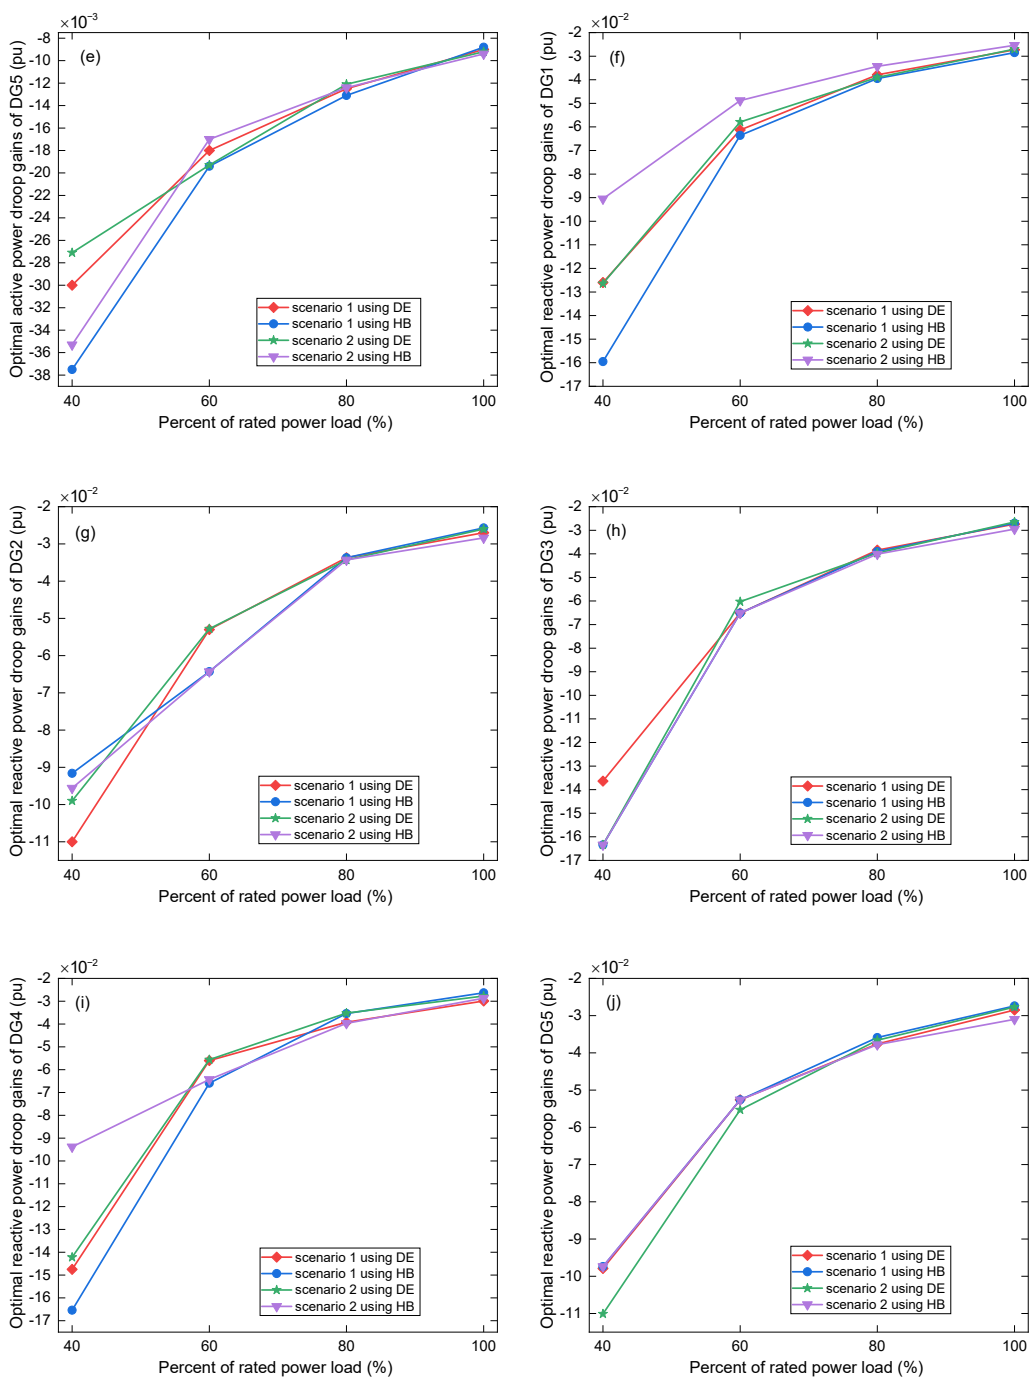 ×10⁻³
(e)
Optimal active power droop gains of DG5 (pu)
-8
-10
-12
-14
-16
-18
-20
-22
-24
-26
-28
-30
-32
-34
-36
-38
scenario 1 using DE
scenario 1 using HB
scenario 2 using DE
scenario 2 using HB
40 60 80 100
Percent of rated power load (%)
×10⁻²
(f)
Optimal reactive power droop gains of DG1 (pu)
-2
-3
-4
-5
-6
-7
-8
-9
-10
-11
-12
-13
-14
-15
-16
-17
scenario 1 using DE
scenario 1 using HB
scenario 2 using DE
scenario 2 using HB
40 60 80 100
Percent of rated power load (%)
×10⁻²
(g)
Optimal reactive power droop gains of DG2 (pu)
-2
-3
-4
-5
-6
-7
-8
-9
-10
-11
scenario 1 using DE
scenario 1 using HB
scenario 2 using DE
scenario 2 using HB
40 60 80 100
Percent of rated power load (%)
×10⁻²
(h)
Optimal reactive power droop gains of DG3 (pu)
-2
-3
-4
-5
-6
-7
-8
-9
-10
-11
-12
-13
-14
-15
-16
-17
scenario 1 using DE
scenario 1 using HB
scenario 2 using DE
scenario 2 using HB
40 60 80 100
Percent of rated power load (%)
×10⁻²
(i)
Optimal reactive power droop gains of DG4 (pu)
-2
-3
-4
-5
-6
-7
-8
-9
-10
-11
-12
-13
-14
-15
-16
-17
scenario 1 using DE
scenario 1 using HB
scenario 2 using DE
scenario 2 using HB
40 60 80 100
Percent of rated power load (%)
×10⁻²
(j)
Optimal reactive power droop gains of DG5 (pu)
-2
-3
-4
-5
-6
-7
-8
-9
-10
-11
scenario 1 using DE
scenario 1 using HB
scenario 2 using DE
scenario 2 using HB
40 60 80 100
Percent of rated power load (%)